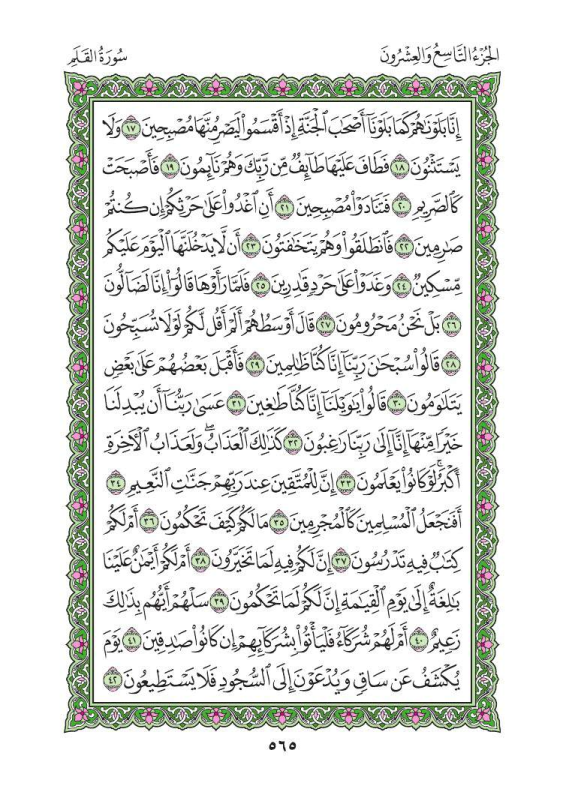 الجُزْءُ التَّاسِعُ وَالعِشْرُونَ
سُورَةُ القَلَمِ
إِنَّا بَلَوْنَٰهُمْ كَمَا بَلَوْنَآ أَصْحَٰبَ ٱلْجَنَّةِ إِذْ أَقْسَمُوا۟ لَيَصْرِمُنَّهَا مُصْبِحِينَ ١٧ وَلَا
يَسْتَثْنُونَ ١٨ فَطَافَ عَلَيْهَا طَآئِفٌ مِّن رَّبِّكَ وَهُمْ نَآئِمُونَ ١٩ فَأَصْبَحَتْ
كَٱلصَّرِيمِ ٢٠ فَتَنَادَوْا۟ مُصْبِحِينَ ٢١ أَنِ ٱغْدُوا۟ عَلَىٰ حَرْثِكُمْ إِن كُنتُمْ
صَٰرِمِينَ ٢٢ فَٱنطَلَقُوا۟ وَهُمْ يَتَخَٰفَتُونَ ٢٣ أَن لَّا يَدْخُلَنَّهَا ٱلْيَوْمَ عَلَيْكُم
مِّسْكِينٌ ٢٤ وَغَدَوْا۟ عَلَىٰ حَرْدٍ قَٰدِرِينَ ٢٥ فَلَمَّا رَأَوْهَا قَالُوٓا۟ إِنَّا لَضَآلُّونَ
٢٦ بَلْ نَحْنُ مَحْرُومُونَ ٢٧ قَالَ أَوْسَطُهُمْ أَلَمْ أَقُل لَّكُمْ لَوْلَا تُسَبِّحُونَ
٢٨ قَالُوا۟ سُبْحَٰنَ رَبِّنَآ إِنَّا كُنَّا ظَٰلِمِينَ ٢٩ فَأَقْبَلَ بَعْضُهُمْ عَلَىٰ بَعْضٍ
يَتَلَٰوَمُونَ ٣٠ قَالُوا۟ يَٰوَيْلَنَآ إِنَّا كُنَّا طَٰغِينَ ٣١ عَسَىٰ رَبُّنَآ أَن يُبْدِلَنَا
خَيْرًا مِّنْهَآ إِنَّآ إِلَىٰ رَبِّنَا رَٰغِبُونَ ٣٢ كَذَٰلِكَ ٱلْعَذَابُ ۖ وَلَعَذَابُ ٱلْءَاخِرَةِ
أَكْبَرُ ۚ لَوْ كَانُوا۟ يَعْلَمُونَ ٣٣ إِنَّ لِلْمُتَّقِينَ عِندَ رَبِّهِمْ جَنَّٰتِ ٱلنَّعِيمِ ٣٤
أَفَنَجْعَلُ ٱلْمُسْلِمِينَ كَٱلْمُجْرِمِينَ ٣٥ مَا لَكُمْ كَيْفَ تَحْكُمُونَ ٣٦ أَمْ لَكُمْ
كِتَٰبٌ فِيهِ تَدْرُسُونَ ٣٧ إِنَّ لَكُمْ فِيهِ لَمَا تَخَيَّرُونَ ٣٨ أَمْ لَكُمْ أَيْمَٰنٌ عَلَيْنَا
بَٰلِغَةٌ إِلَىٰ يَوْمِ ٱلْقِيَٰمَةِ إِنَّ لَكُمْ لَمَا تَحْكُمُونَ ٣٩ سَلْهُمْ أَيُّهُم بِذَٰلِكَ
زَعِيمٌ ٤٠ أَمْ لَهُمْ شُرَكَآءُ فَلْيَأْتُوا۟ بِشُرَكَآئِهِمْ إِن كَانُوا۟ صَٰدِقِينَ ٤١ يَوْمَ
يُكْشَفُ عَن سَاقٍ وَيُدْعَوْنَ إِلَى ٱلسُّجُودِ فَلَا يَسْتَطِيعُونَ ٤٢
٥٦٥